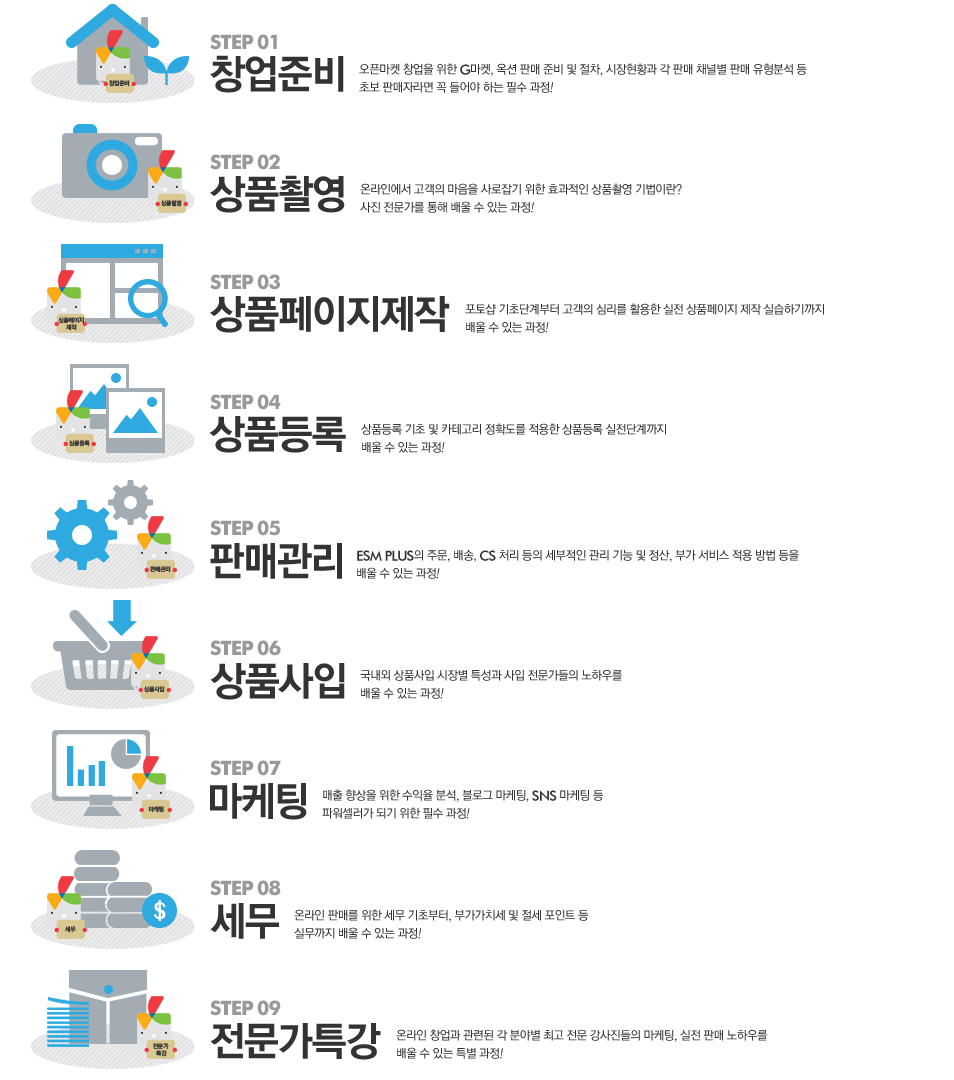 STEP 01
창업준비
오픈마켓 창업을 위한 G마켓, 옥션 판매 준비 및 절차, 시장현황과 각 판매 채널별 판매 유형분석 등
초보 판매자라면 꼭 들어야 하는 필수 과정!
창업준비
STEP 02
상품촬영
온라인에서 고객의 마음을 사로잡기 위한 효과적인 상품촬영 기법이란?
사진 전문가를 통해 배울 수 있는 과정!
상품촬영
STEP 03
상품페이지제작
포토샵 기초단계부터 고객의 심리를 활용한 실전 상품페이지 제작 실습하기까지
배울 수 있는 과정!
상품페이지
제작
STEP 04
상품등록
상품등록 기초 및 카테고리 정확도를 적용한 상품등록 실전단계까지
배울 수 있는 과정!
상품등록
STEP 05
판매관리
ESM PLUS의 주문, 배송, CS 처리 등의 세부적인 관리 기능 및 정산, 부가 서비스 적용 방법 등을
배울 수 있는 과정!
판매관리
STEP 06
상품사입
국내외 상품사입 시장별 특성과 사입 전문가들의 노하우를
배울 수 있는 과정!
상품사입
STEP 07
마케팅
매출 향상을 위한 수익율 분석, 블로그 마케팅, SNS 마케팅 등
파워셀러가 되기 위한 필수 과정!
마케팅
STEP 08
세무
온라인 판매를 위한 세무 기초부터, 부가가치세 및 절세 포인트 등
실무까지 배울 수 있는 과정!
세무
$
STEP 09
전문가특강
온라인 창업과 관련된 각 분야별 최고 전문 강사진들의 마케팅, 실전 판매 노하우를
배울 수 있는 특별 과정!
전문가
특강